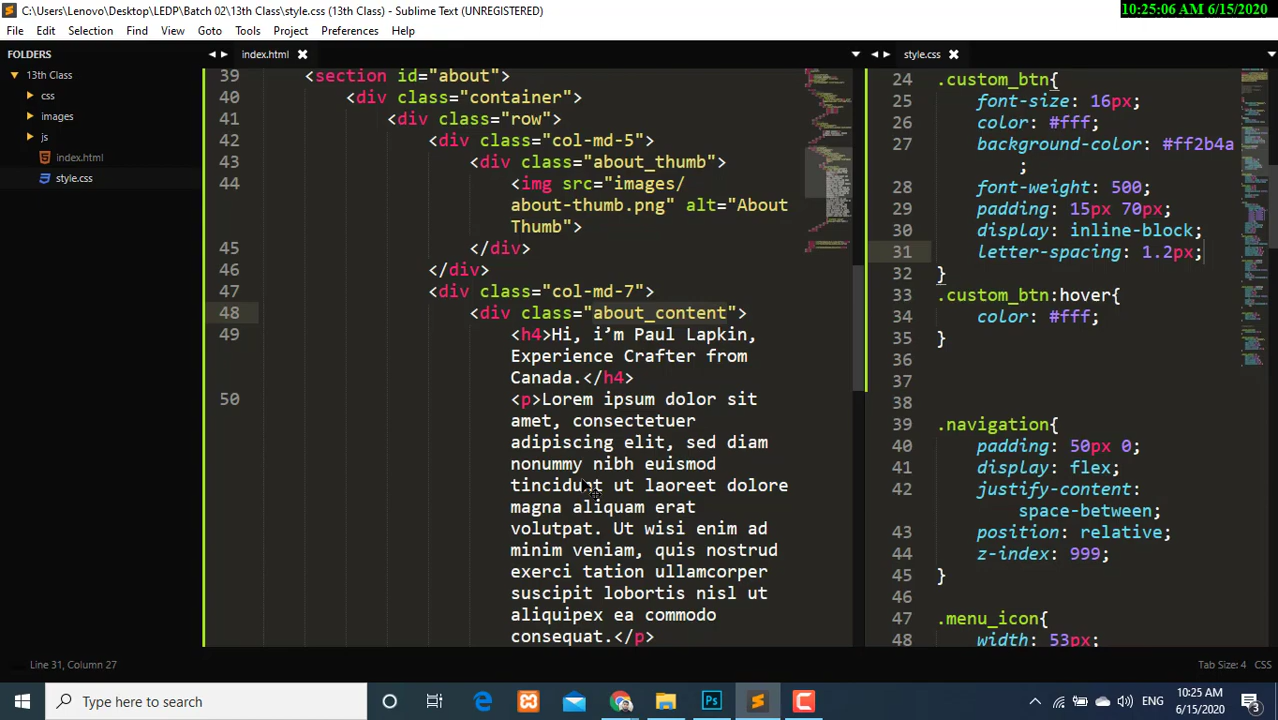 C:\Users\Lenovo\Desktop\LEDP\Batch 02\13th Class\style.css (13th Class) - Sublime Text (UNREGISTERED)
10:25:06 AM 6/15/2020
File Edit Selection Find View Goto Tools Project Preferences Help
FOLDERS
13th Class
css
images
js
index.html
style.css
index.html
39 <section id="about">
40 <div class="container">
41 <div class="row">
42 <div class="col-md-5">
43 <div class="about_thumb">
44 <img src="images/
about-thumb.png" alt="About
Thumb">
45 </div>
46 </div>
47 <div class="col-md-7">
48 <div class="about_content">
49 <h4>Hi, i’m Paul Lapkin,
Experience Crafter from
Canada.</h4>
50 <p>Lorem ipsum dolor sit
amet, consectetuer
adipiscing elit, sed diam
nonummy nibh euismod
tincidunt ut laoreet dolore
magna aliquam erat
volutpat. Ut wisi enim ad
minim veniam, quis nostrud
exerci tation ullamcorper
suscipit lobortis nisl ut
aliquipex ea commodo
consequat.</p>
style.css
24 .custom_btn{
25 font-size: 16px;
26 color: #fff;
27 background-color: #ff2b4a
;
28 font-weight: 500;
29 padding: 15px 70px;
30 display: inline-block;
31 letter-spacing: 1.2px;
32 }
33 .custom_btn:hover{
34 color: #fff;
35 }
36
37
38
39 .navigation{
40 padding: 50px 0;
41 display: flex;
42 justify-content:
space-between;
43 position: relative;
44 z-index: 999;
45 }
46
47 .menu_icon{
48 width: 53px;
Line 31, Column 27
Tab Size: 4 CSS
Type here to search
ENG
10:25 AM
6/15/2020
3